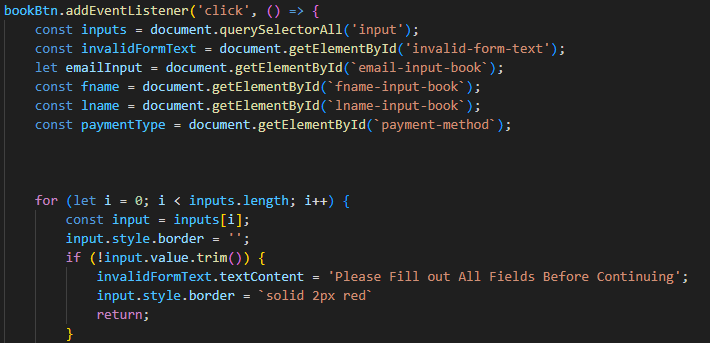 bookBtn.addEventListener('click', () => {
const inputs = document.querySelectorAll('input');
const invalidFormText = document.getElementById('invalid-form-text');
let emailInput = document.getElementById(`email-input-book`);
const fname = document.getElementById(`fname-input-book`);
const lname = document.getElementById(`lname-input-book`);
const paymentType = document.getElementById(`payment-method`);
for (let i = 0; i < inputs.length; i++) {
const input = inputs[i];
input.style.border = '';
if (!input.value.trim()) {
invalidFormText.textContent = 'Please Fill out All Fields Before Continuing';
input.style.border = `solid 2px red`
return;
}